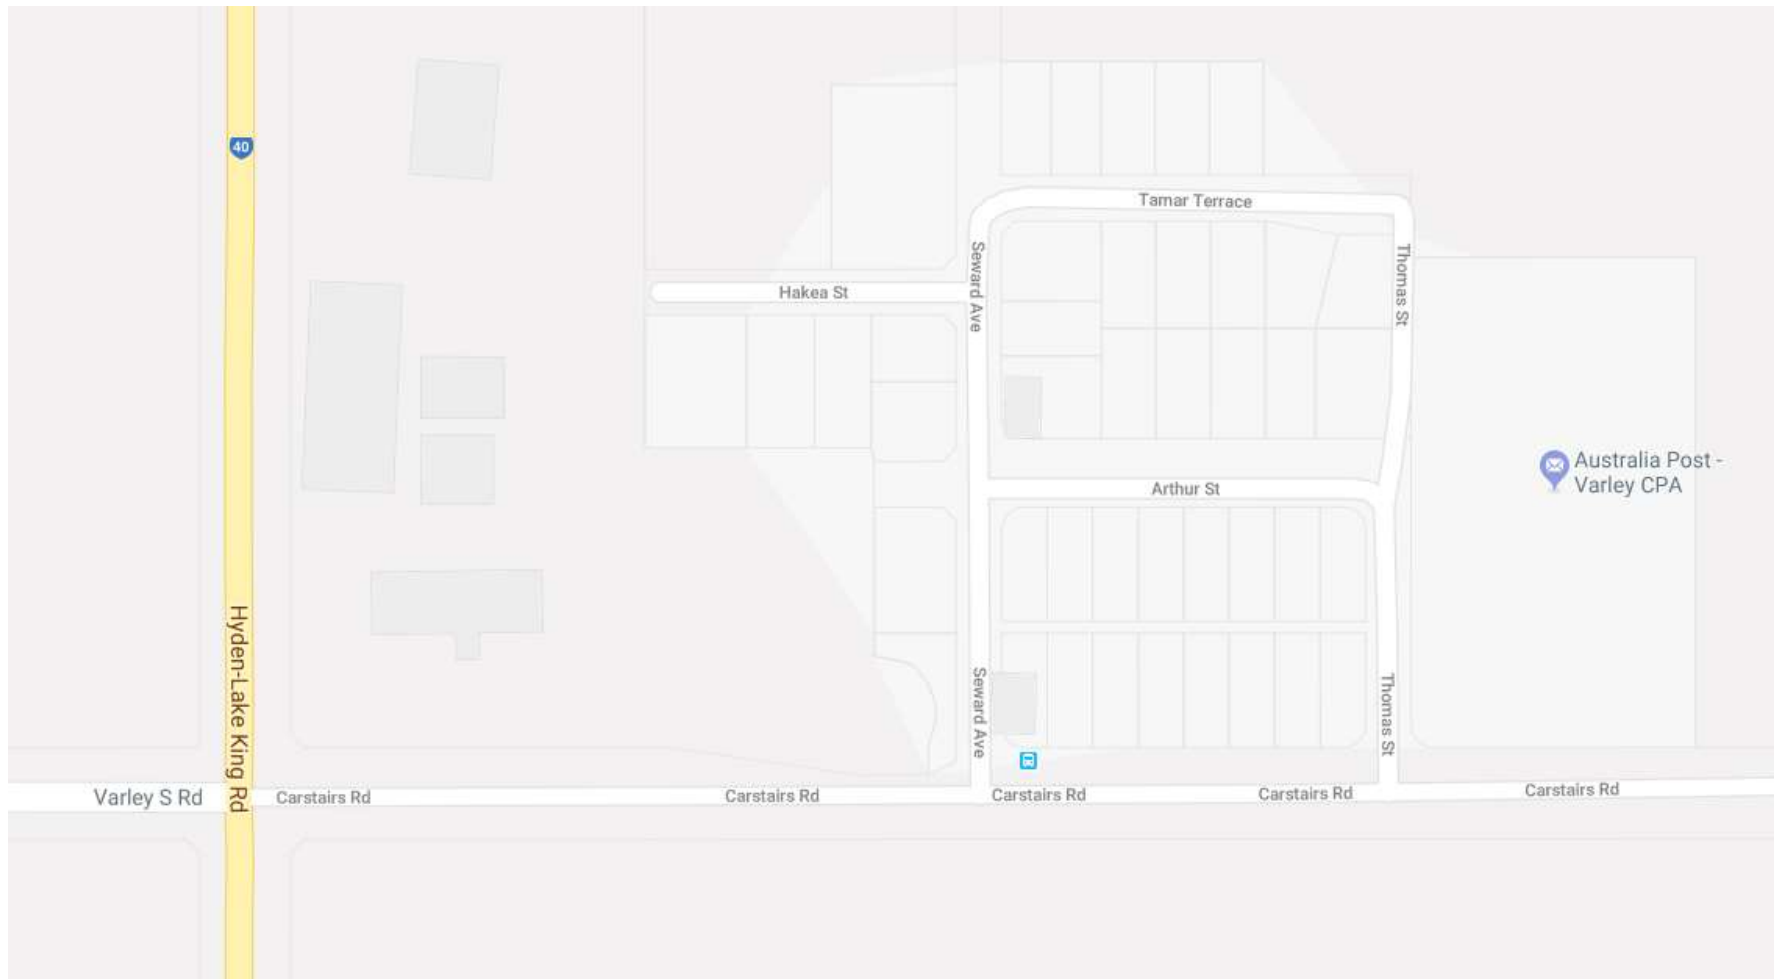 40
Tamar Terrace
Seward Ave
Thomas St
Hakea St
Australia Post -
Varley CPA
Arthur St
Hyden-Lake King Rd
Seward Ave
Thomas St
Varley S Rd
Carstairs Rd
Carstairs Rd
Carstairs Rd
Carstairs Rd
Carstairs Rd